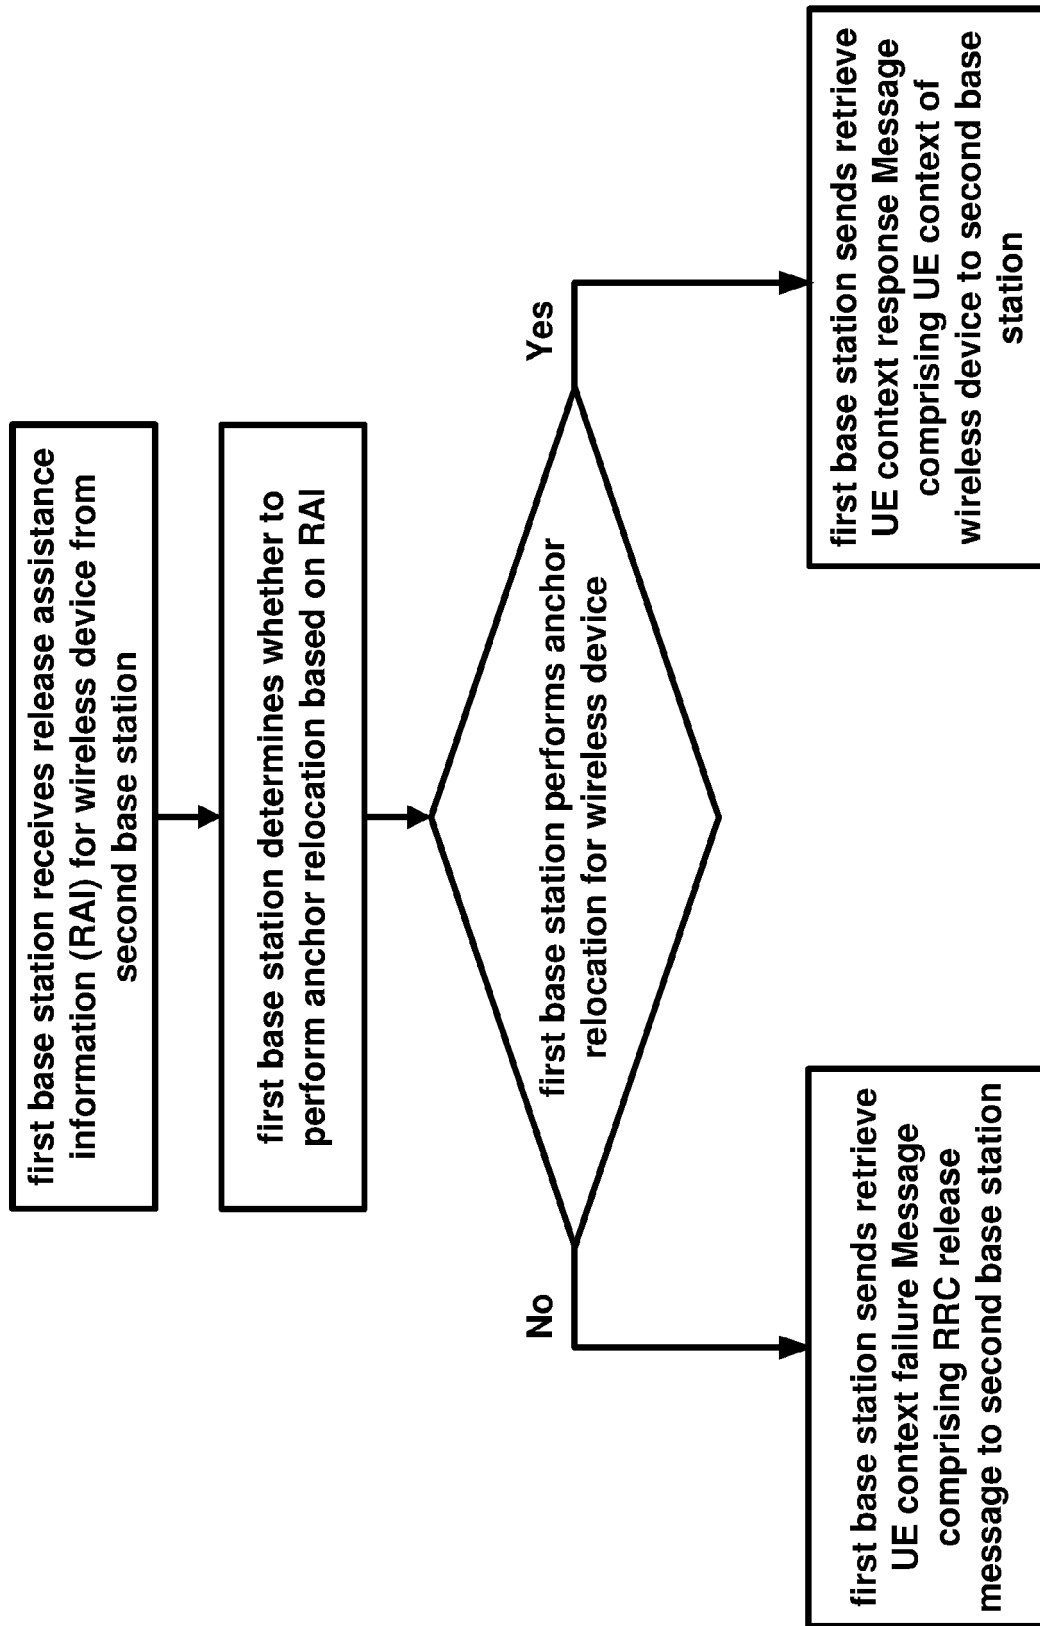 first base station receives release assistance
information (RAI) for wireless device from
second base station
first base station determines whether to
perform anchor relocation based on RAI
first base station performs anchor
relocation for wireless device
No
Yes
first base station sends retrieve
UE context failure Message
comprising RRC release
message to second base station
first base station sends retrieve
UE context response Message
comprising UE context of
wireless device to second base
station